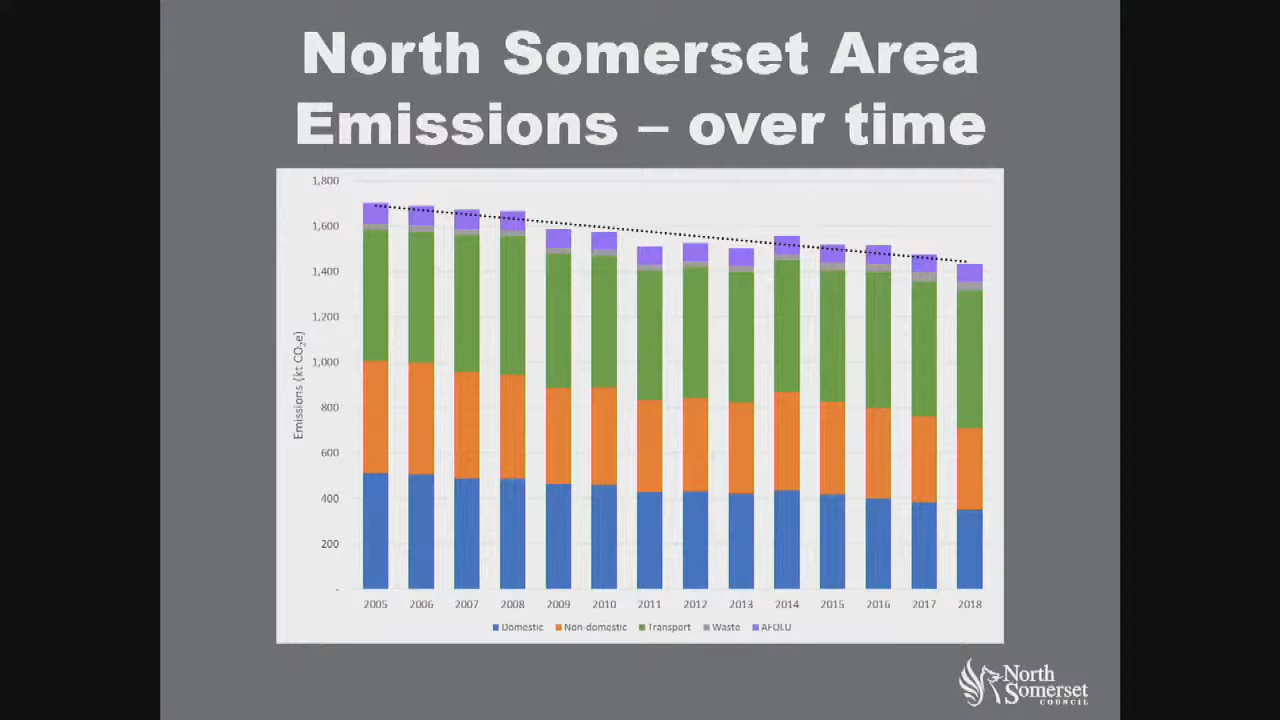 North Somerset Area
Emissions – over time
1,800
1,600
1,400
1,200
1,000
800
600
400
200
-
Emissions (kt CO₂e)
2005 2006 2007 2008 2009 2010 2011 2012 2013 2014 2015 2016 2017 2018
Domestic Non-domestic Transport Waste AFOLU
North
Somerset
COUNCIL